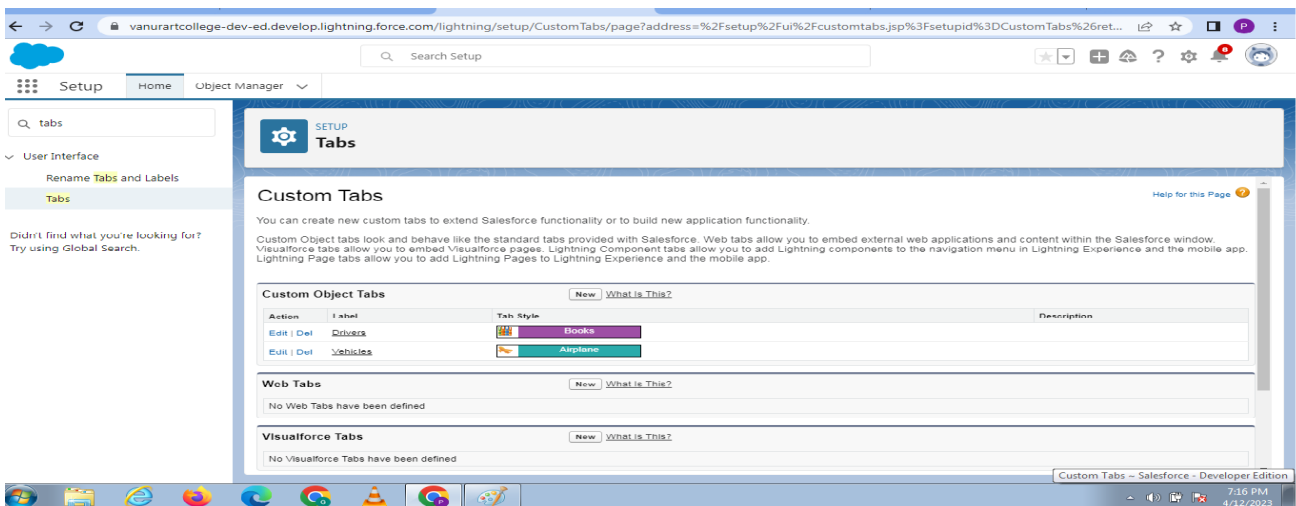 vanurartcollege-dev-ed.develop.lightning.force.com/lightning/setup/CustomTabs/page?address=%2Fsetup%2Fui%2Fcustomtabs.jsp%3Fsetupid%3DCustomTabs%26ret...
P
Search Setup
8
Setup
Home
Object Manager
tabs
User Interface
Rename Tabs and Labels
Tabs
Didn't find what you're looking for?
Try using Global Search.
SETUP
Tabs
Custom Tabs
Help for this Page
You can create new custom tabs to extend Salesforce functionality or to build new application functionality.
Custom Object tabs look and behave like the standard tabs provided with Salesforce. Web tabs allow you to embed external web applications and content within the Salesforce window.
Visualforce tabs allow you to embed Visualforce pages. Lightning Component tabs allow you to add Lightning components to the navigation menu in Lightning Experience and the mobile app.
Lightning Page tabs allow you to add Lightning Pages to Lightning Experience and the mobile app.
Custom Object Tabs New What Is This?
Action Label Tab Style Description
Edit | Del Drivers Books
Edit | Del Vehicles Airplane
Web Tabs New What Is This?
No Web Tabs have been defined
Visualforce Tabs New What Is This?
No Visualforce Tabs have been defined
Custom Tabs ~ Salesforce - Developer Edition
7:16 PM
4/12/2023